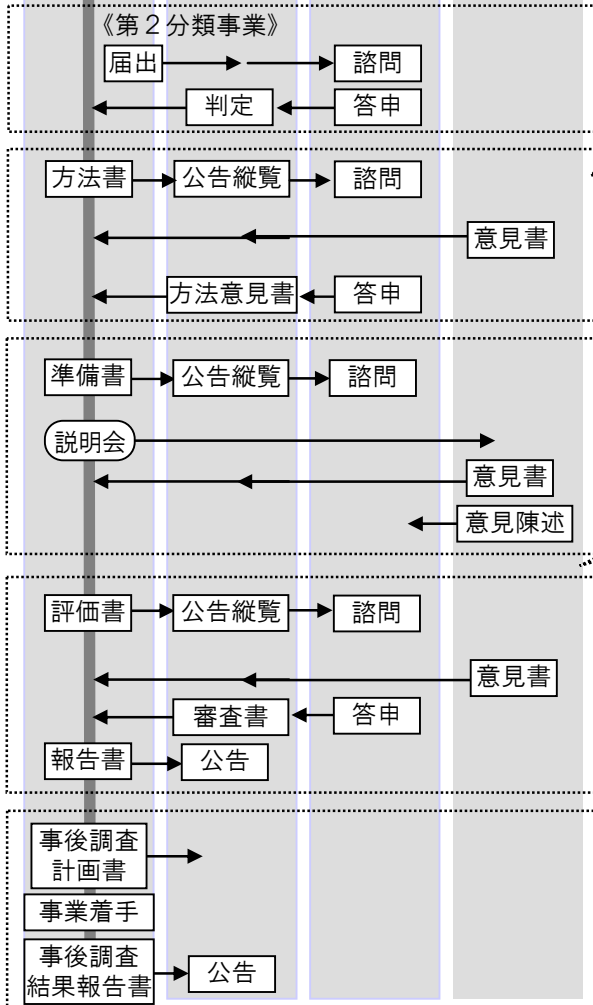 《第２分類事業》
届出
諮問
判定
答申
方法書
公告縦覧
諮問
意見書
方法意見書
答申
準備書
公告縦覧
諮問
説明会
意見書
意見陳述
評価書
公告縦覧
諮問
意見書
審査書
答申
報告書
公告
事後調査
計画書
事業着手
事後調査
結果報告書
公告